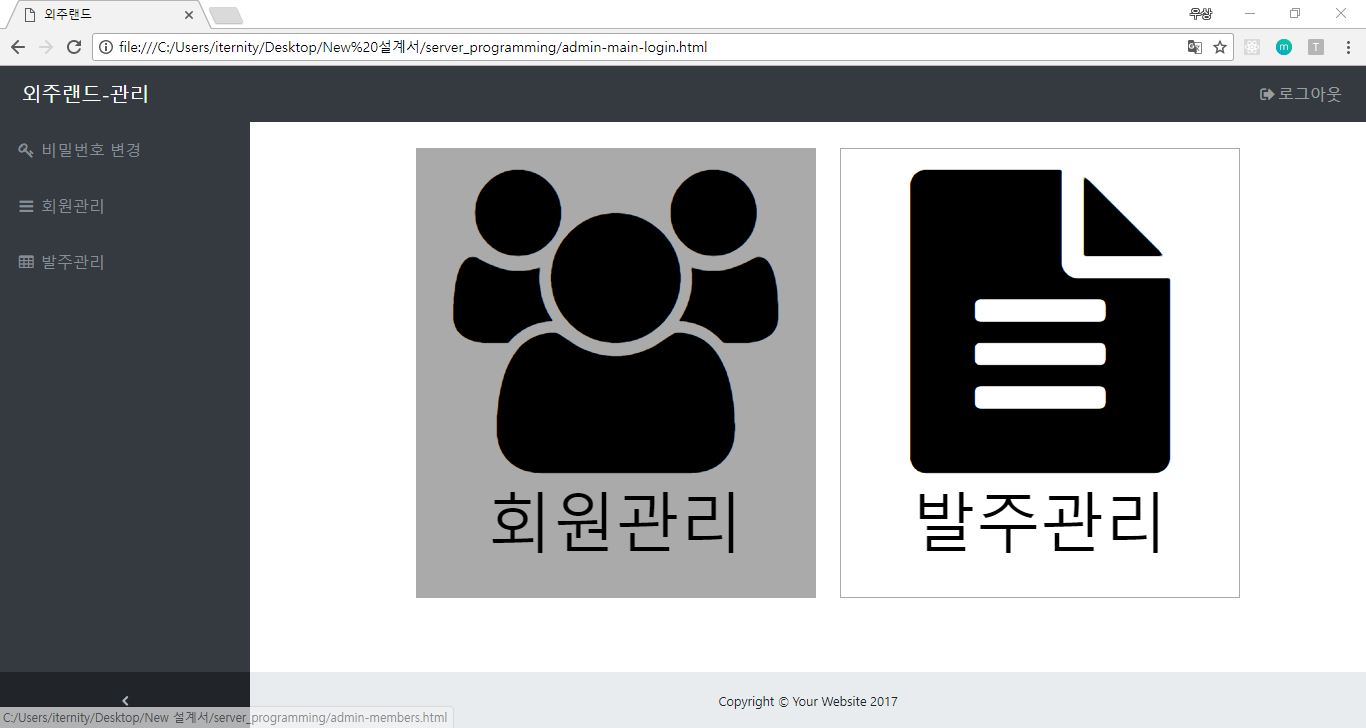 외주랜드
우상
file:///C:/Users/iternity/Desktop/New%20설계서/server_programming/admin-main-login.html
m
T
외주랜드-관리
로그아웃
비밀번호 변경
회원관리
발주관리
회원관리
발주관리
Copyright © Your Website 2017
C:/Users/iternity/Desktop/New 설계서/server_programming/admin-members.html